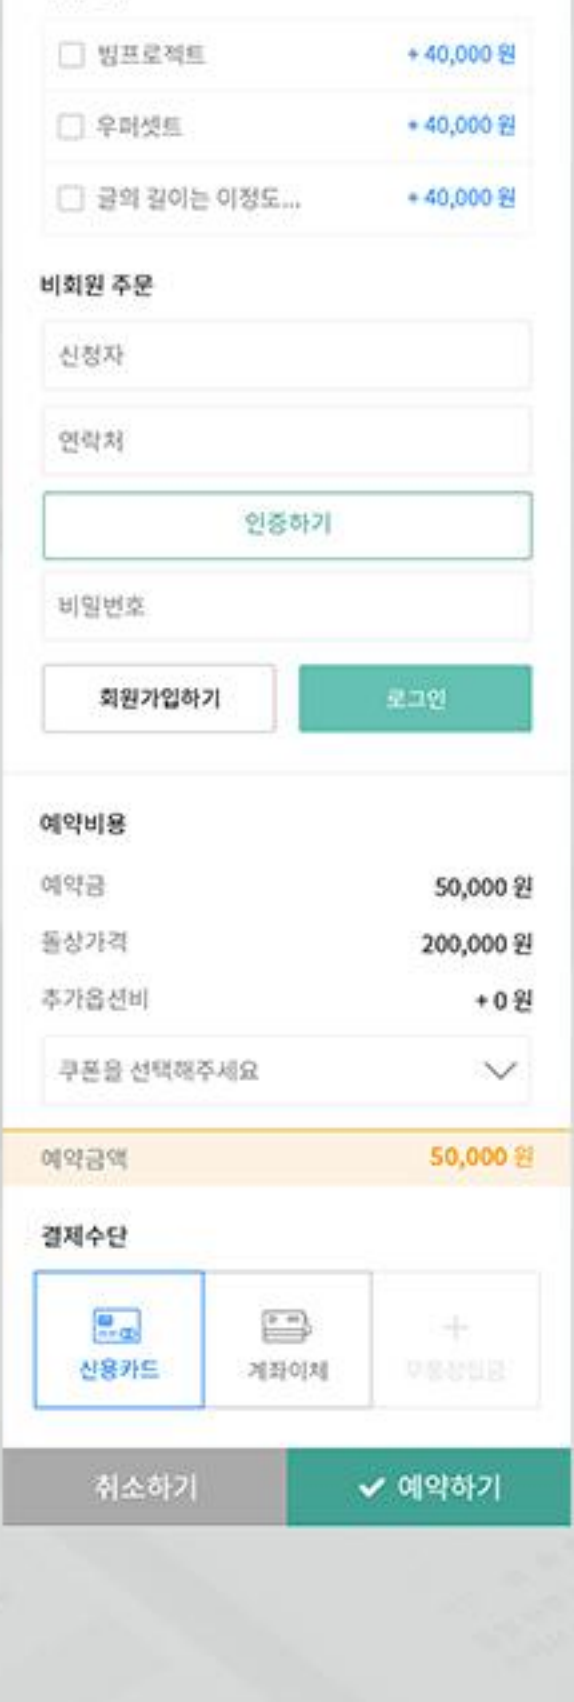 빔프로젝트
+ 40,000 원
우퍼셋트
+ 40,000 원
글의 길이는 이정도...
+ 40,000 원
비회원 주문
신청자
연락처
인증하기
비밀번호
회원가입하기
로그인
예약비용
예약금
50,000 원
돌상가격
200,000 원
추가옵션비
+ 0 원
쿠폰을 선택해주세요
예약금액
50,000 원
결제수단
신용카드
계좌이체
취소하기
예약하기